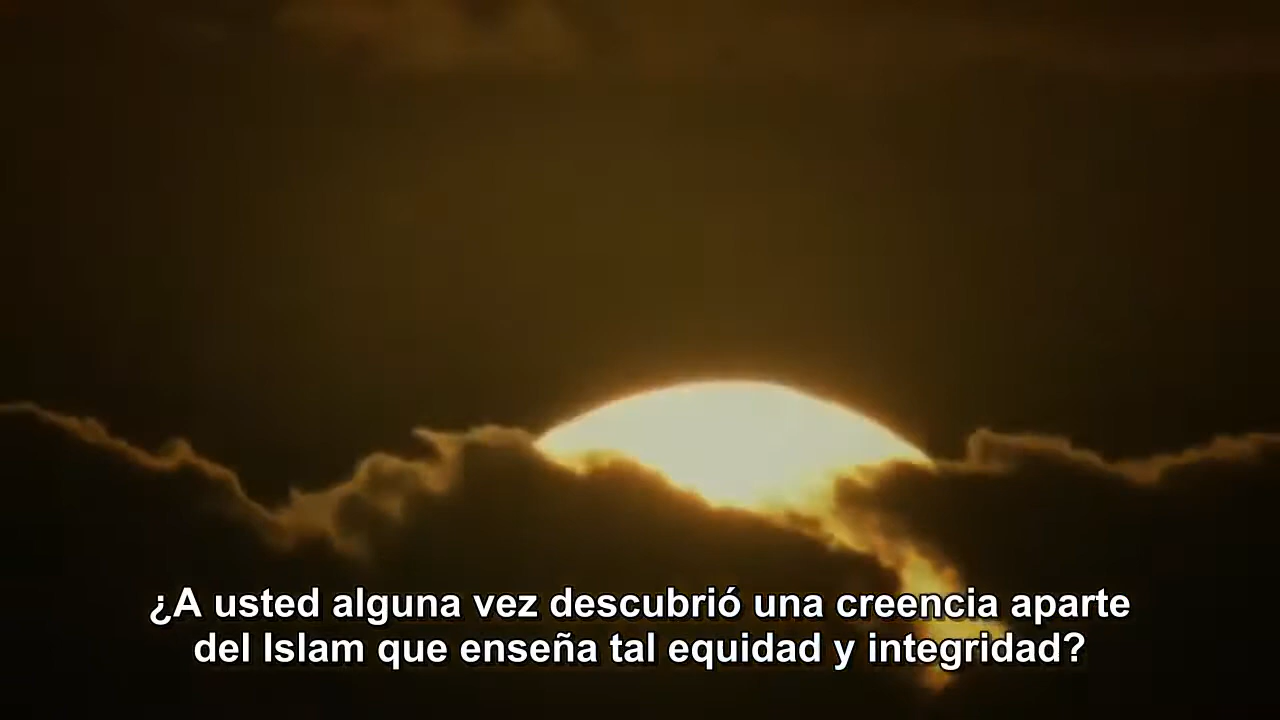 ¿A usted alguna vez descubrió una creencia aparte
del Islam que enseña tal equidad y integridad?